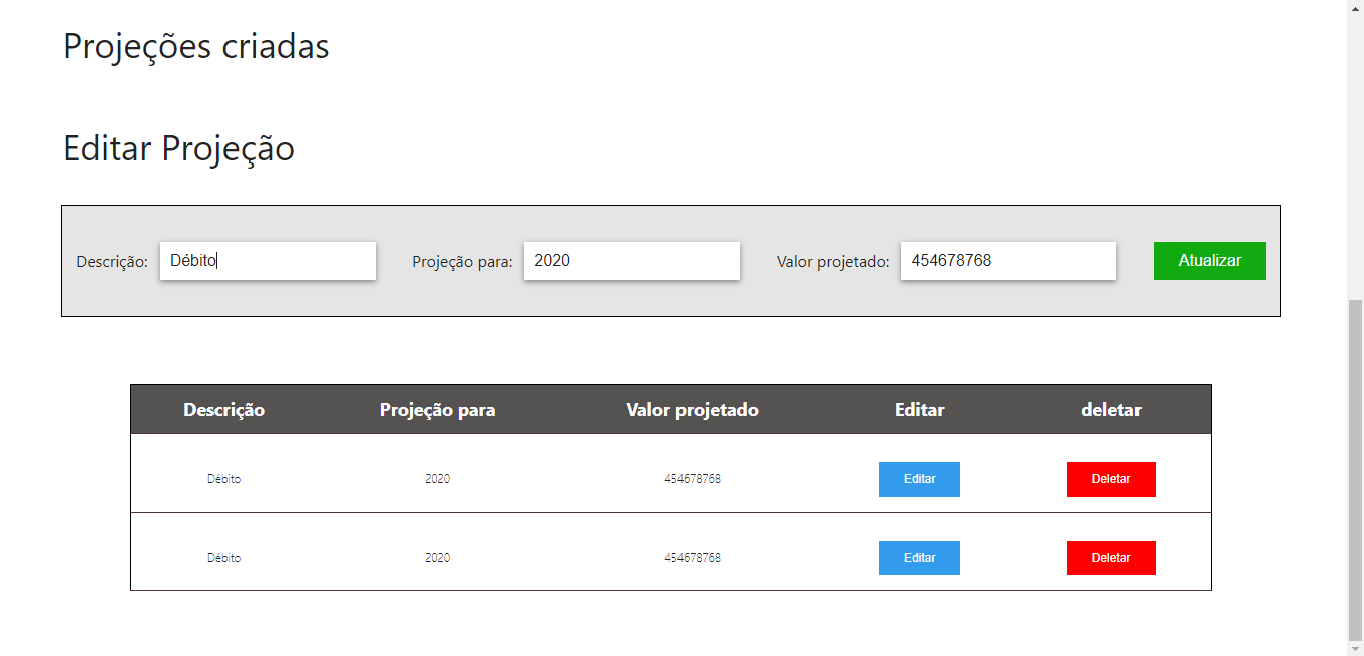 Projeções criadas
Editar Projeção
Descrição: Débito Projeção para: 2020 Valor projetado: 454678768 Atualizar
Descrição Projeção para Valor projetado Editar deletar
Débito 2020 454678768 Editar Deletar
Débito 2020 454678768 Editar Deletar